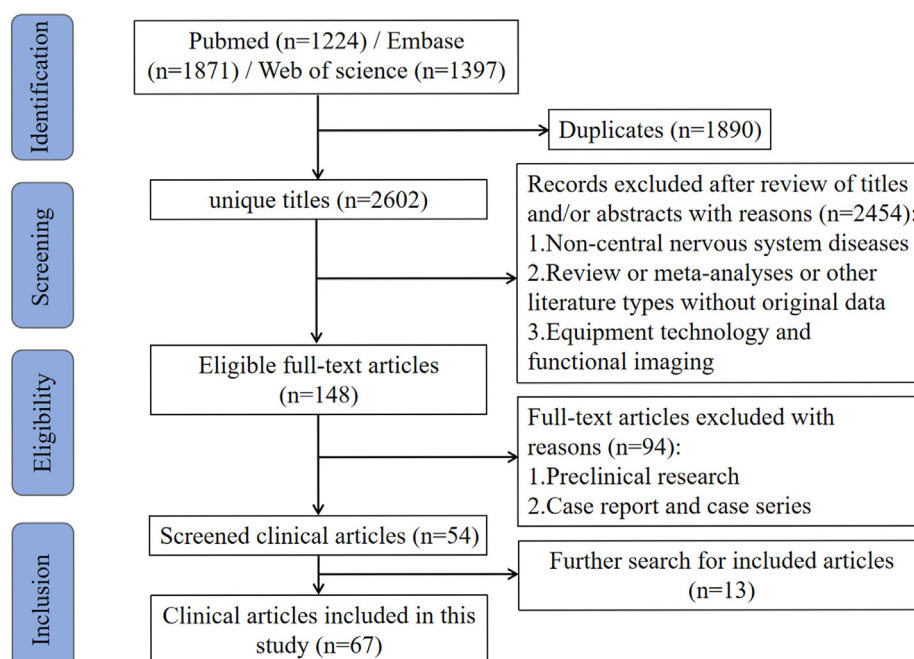 Identification
Pubmed (n=1224) / Embase
(n=1871) / Web of science (n=1397)
Duplicates (n=1890)
Screening
unique titles (n=2602)
Records excluded after review of titles
and/or abstracts with reasons (n=2454):
1.Non-central nervous system diseases
2.Review or meta-analyses or other
literature types without original data
3.Equipment technology and
functional imaging
Eligibility
Eligible full-text articles
(n=148)
Full-text articles excluded with
reasons (n=94):
1.Preclinical research
2.Case report and case series
Inclusion
Screened clinical articles (n=54)
Further search for included articles
(n=13)
Clinical articles included in this
study (n=67)